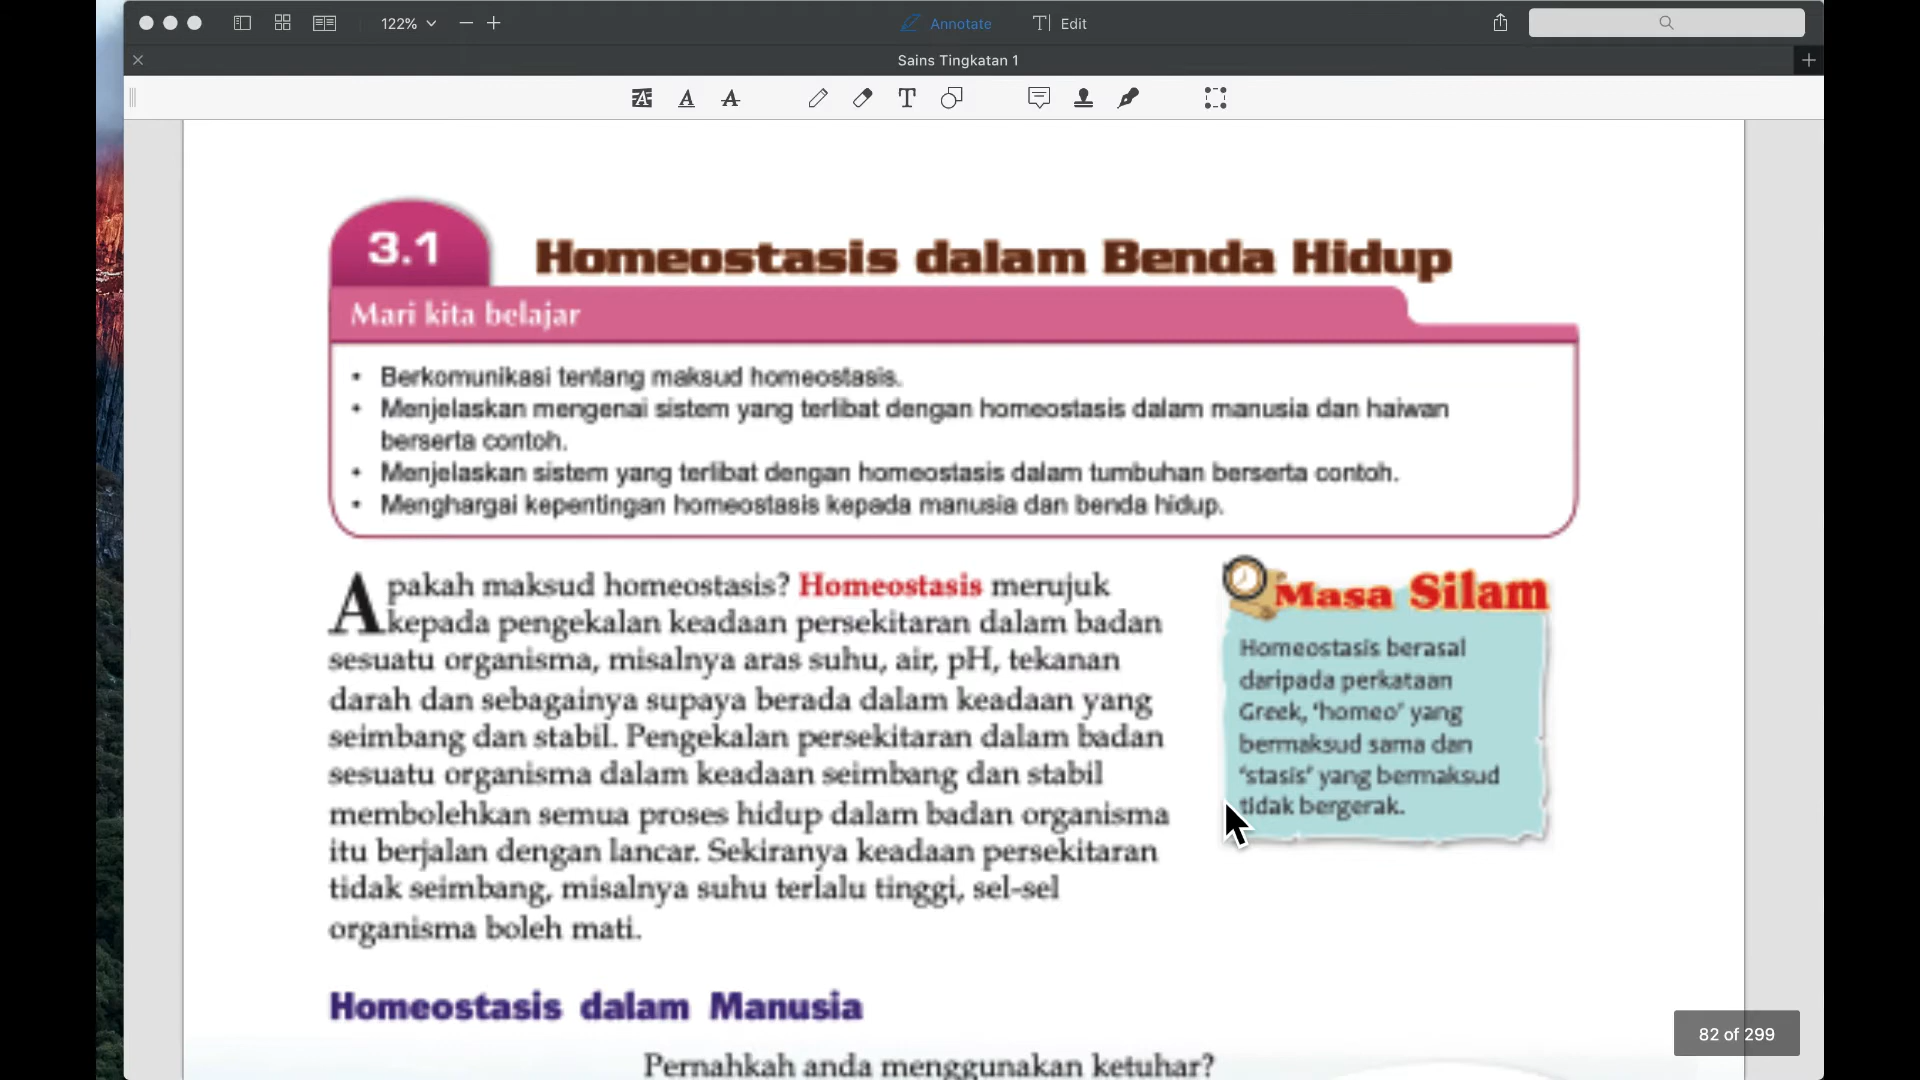 122%
Annotate
Edit
Sains Tingkatan 1
3.1
Homeostasis dalam Benda Hidup
Mari kita belajar
• Berkomunikasi tentang maksud homeostasis.
• Menjelaskan mengenai sistem yang terlibat dengan homeostasis dalam manusia dan haiwan
berserta contoh.
• Menjelaskan sistem yang terlibat dengan homeostasis dalam tumbuhan berserta contoh.
• Menghargai kepentingan homeostasis kepada manusia dan benda hidup.
Apakah maksud homeostasis? Homeostasis merujuk
kepada pengekalan keadaan persekitaran dalam badan
sesuatu organisma, misalnya aras suhu, air, pH, tekanan
darah dan sebagainya supaya berada dalam keadaan yang
seimbang dan stabil. Pengekalan persekitaran dalam badan
sesuatu organisma dalam keadaan seimbang dan stabil
membolehkan semua proses hidup dalam badan organisma
itu berjalan dengan lancar. Sekiranya keadaan persekitaran
tidak seimbang, misalnya suhu terlalu tinggi, sel-sel
organisma boleh mati.
Masa Silam
Homeostasis berasal
daripada perkataan
Greek, 'homeo' yang
bermaksud sama dan
'stasis' yang bermaksud
tidak bergerak.
Homeostasis dalam Manusia
Pernahkah anda menggunakan ketuhar?
82 of 299